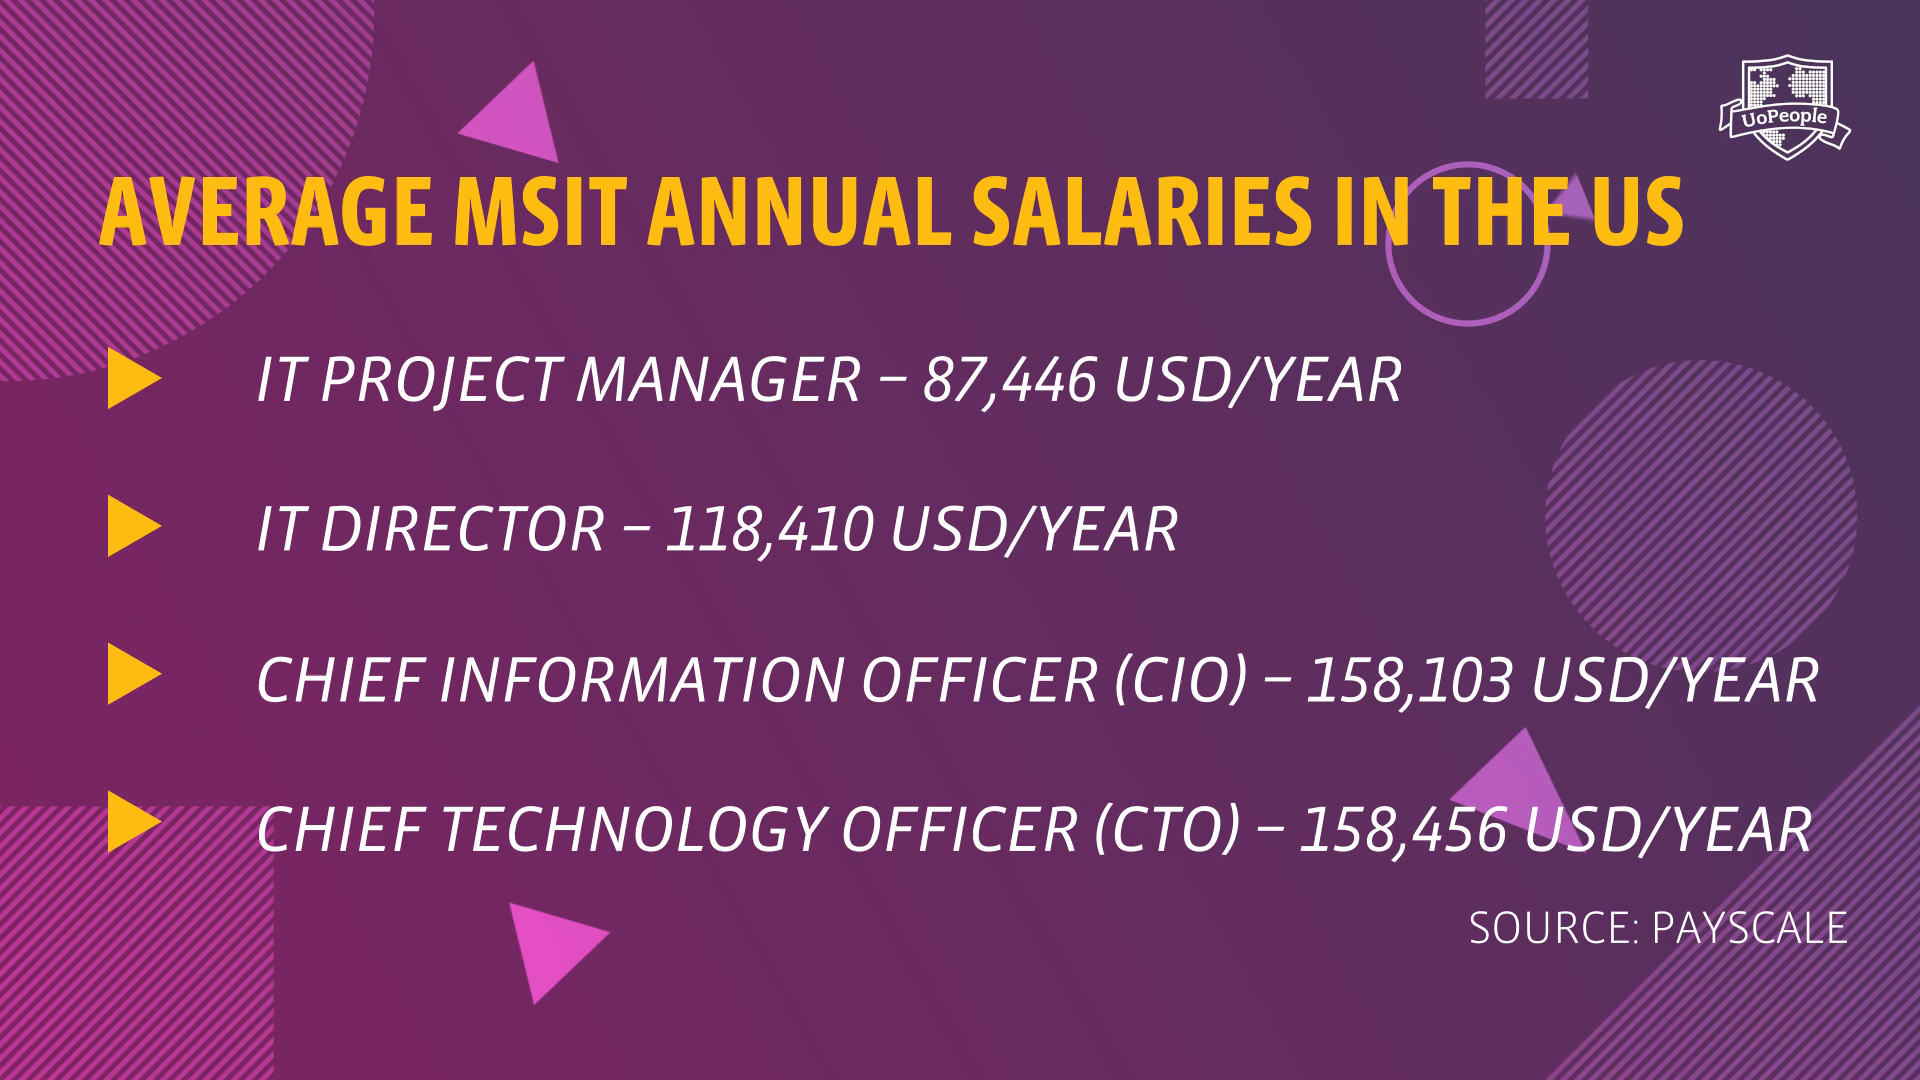 UoPeople
AVERAGE MSIT ANNUAL SALARIES IN THE US
IT PROJECT MANAGER – 87,446 USD/YEAR
IT DIRECTOR – 118,410 USD/YEAR
CHIEF INFORMATION OFFICER (CIO) – 158,103 USD/YEAR
CHIEF TECHNOLOGY OFFICER (CTO) – 158,456 USD/YEAR
SOURCE: PAYSCALE